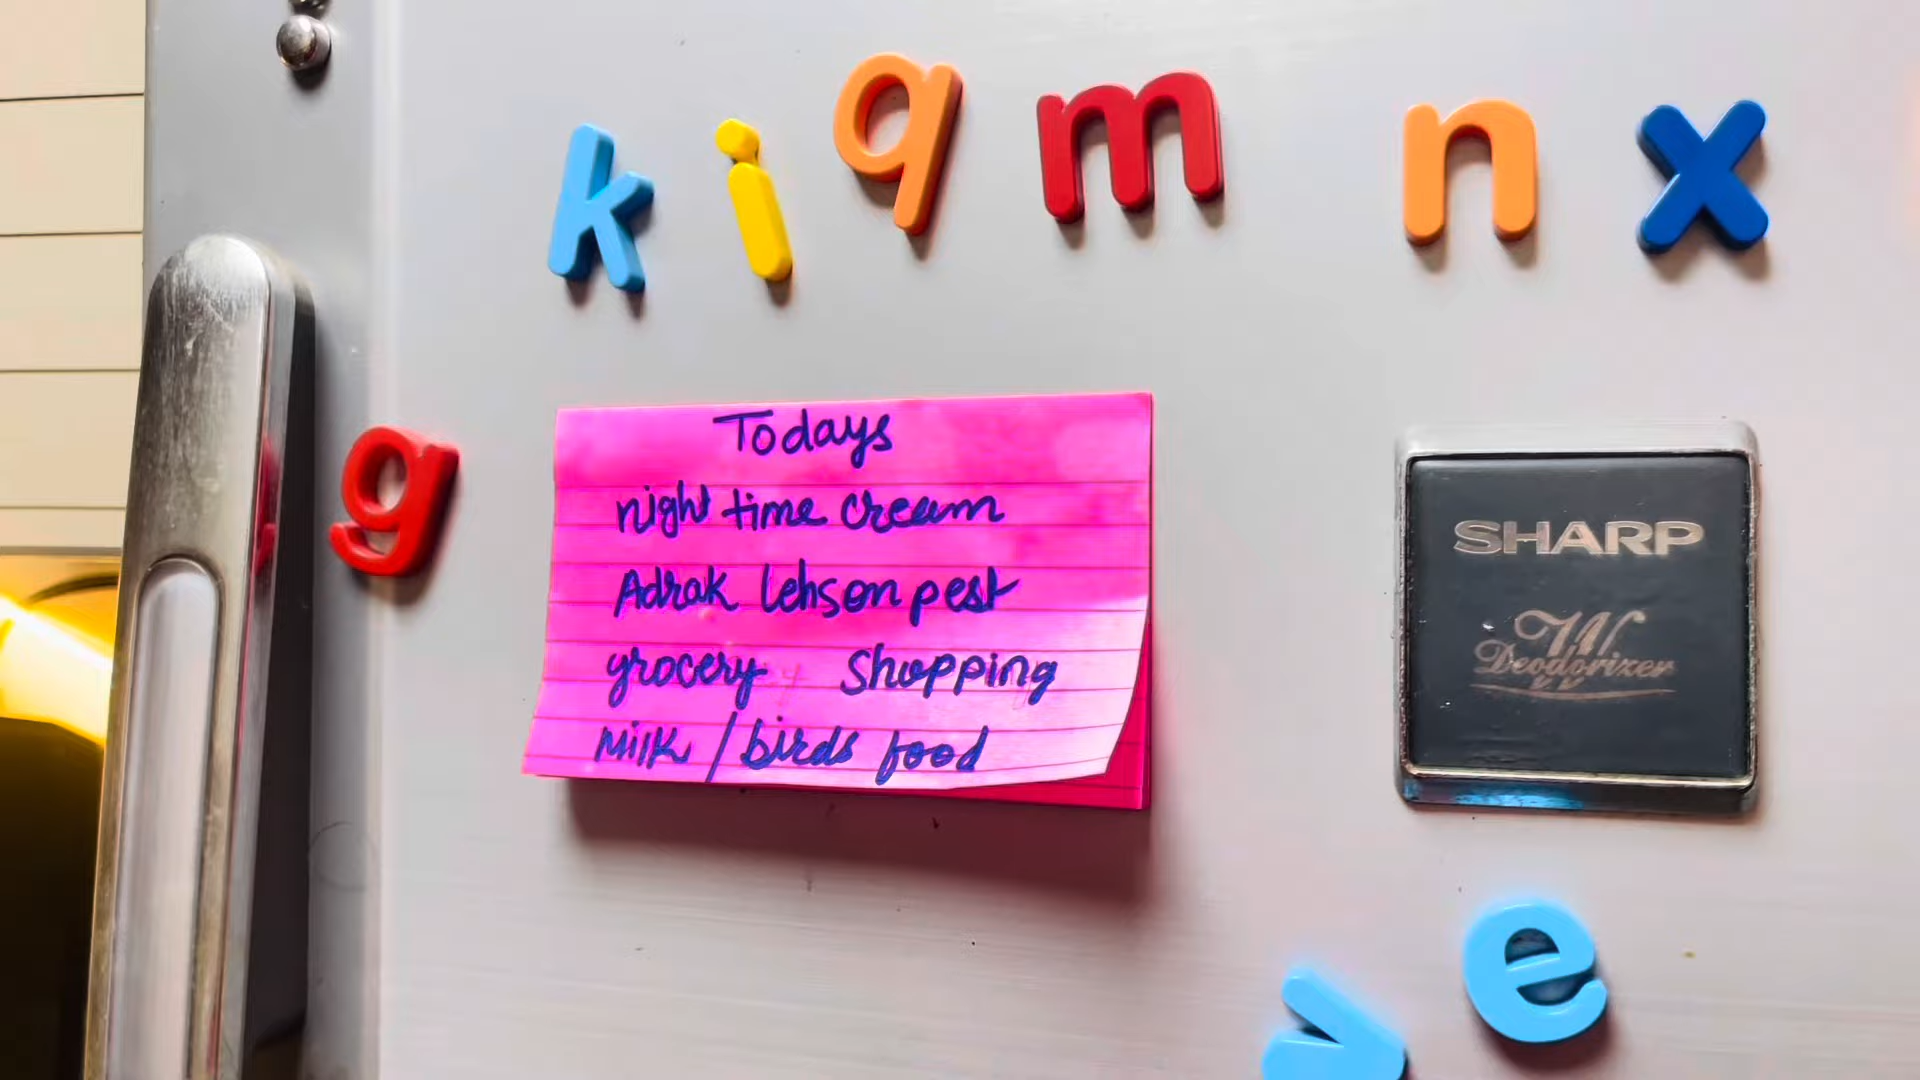 k i q m n x
g
Todays
night time cream
Adrak lehson pest
grocery shopping
Milk / birds food
SHARP
W
Deodorizer
e
v